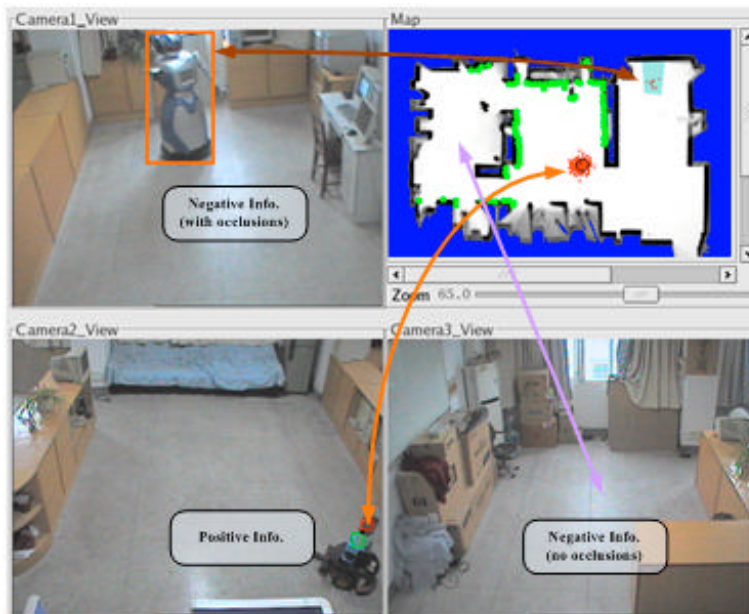 Camera1_View
Map
Negative Info.
(with occlusions)
Zoom 65.0
Camera2_View
Camera3_View
Positive Info.
Negative Info.
(no occlusions)